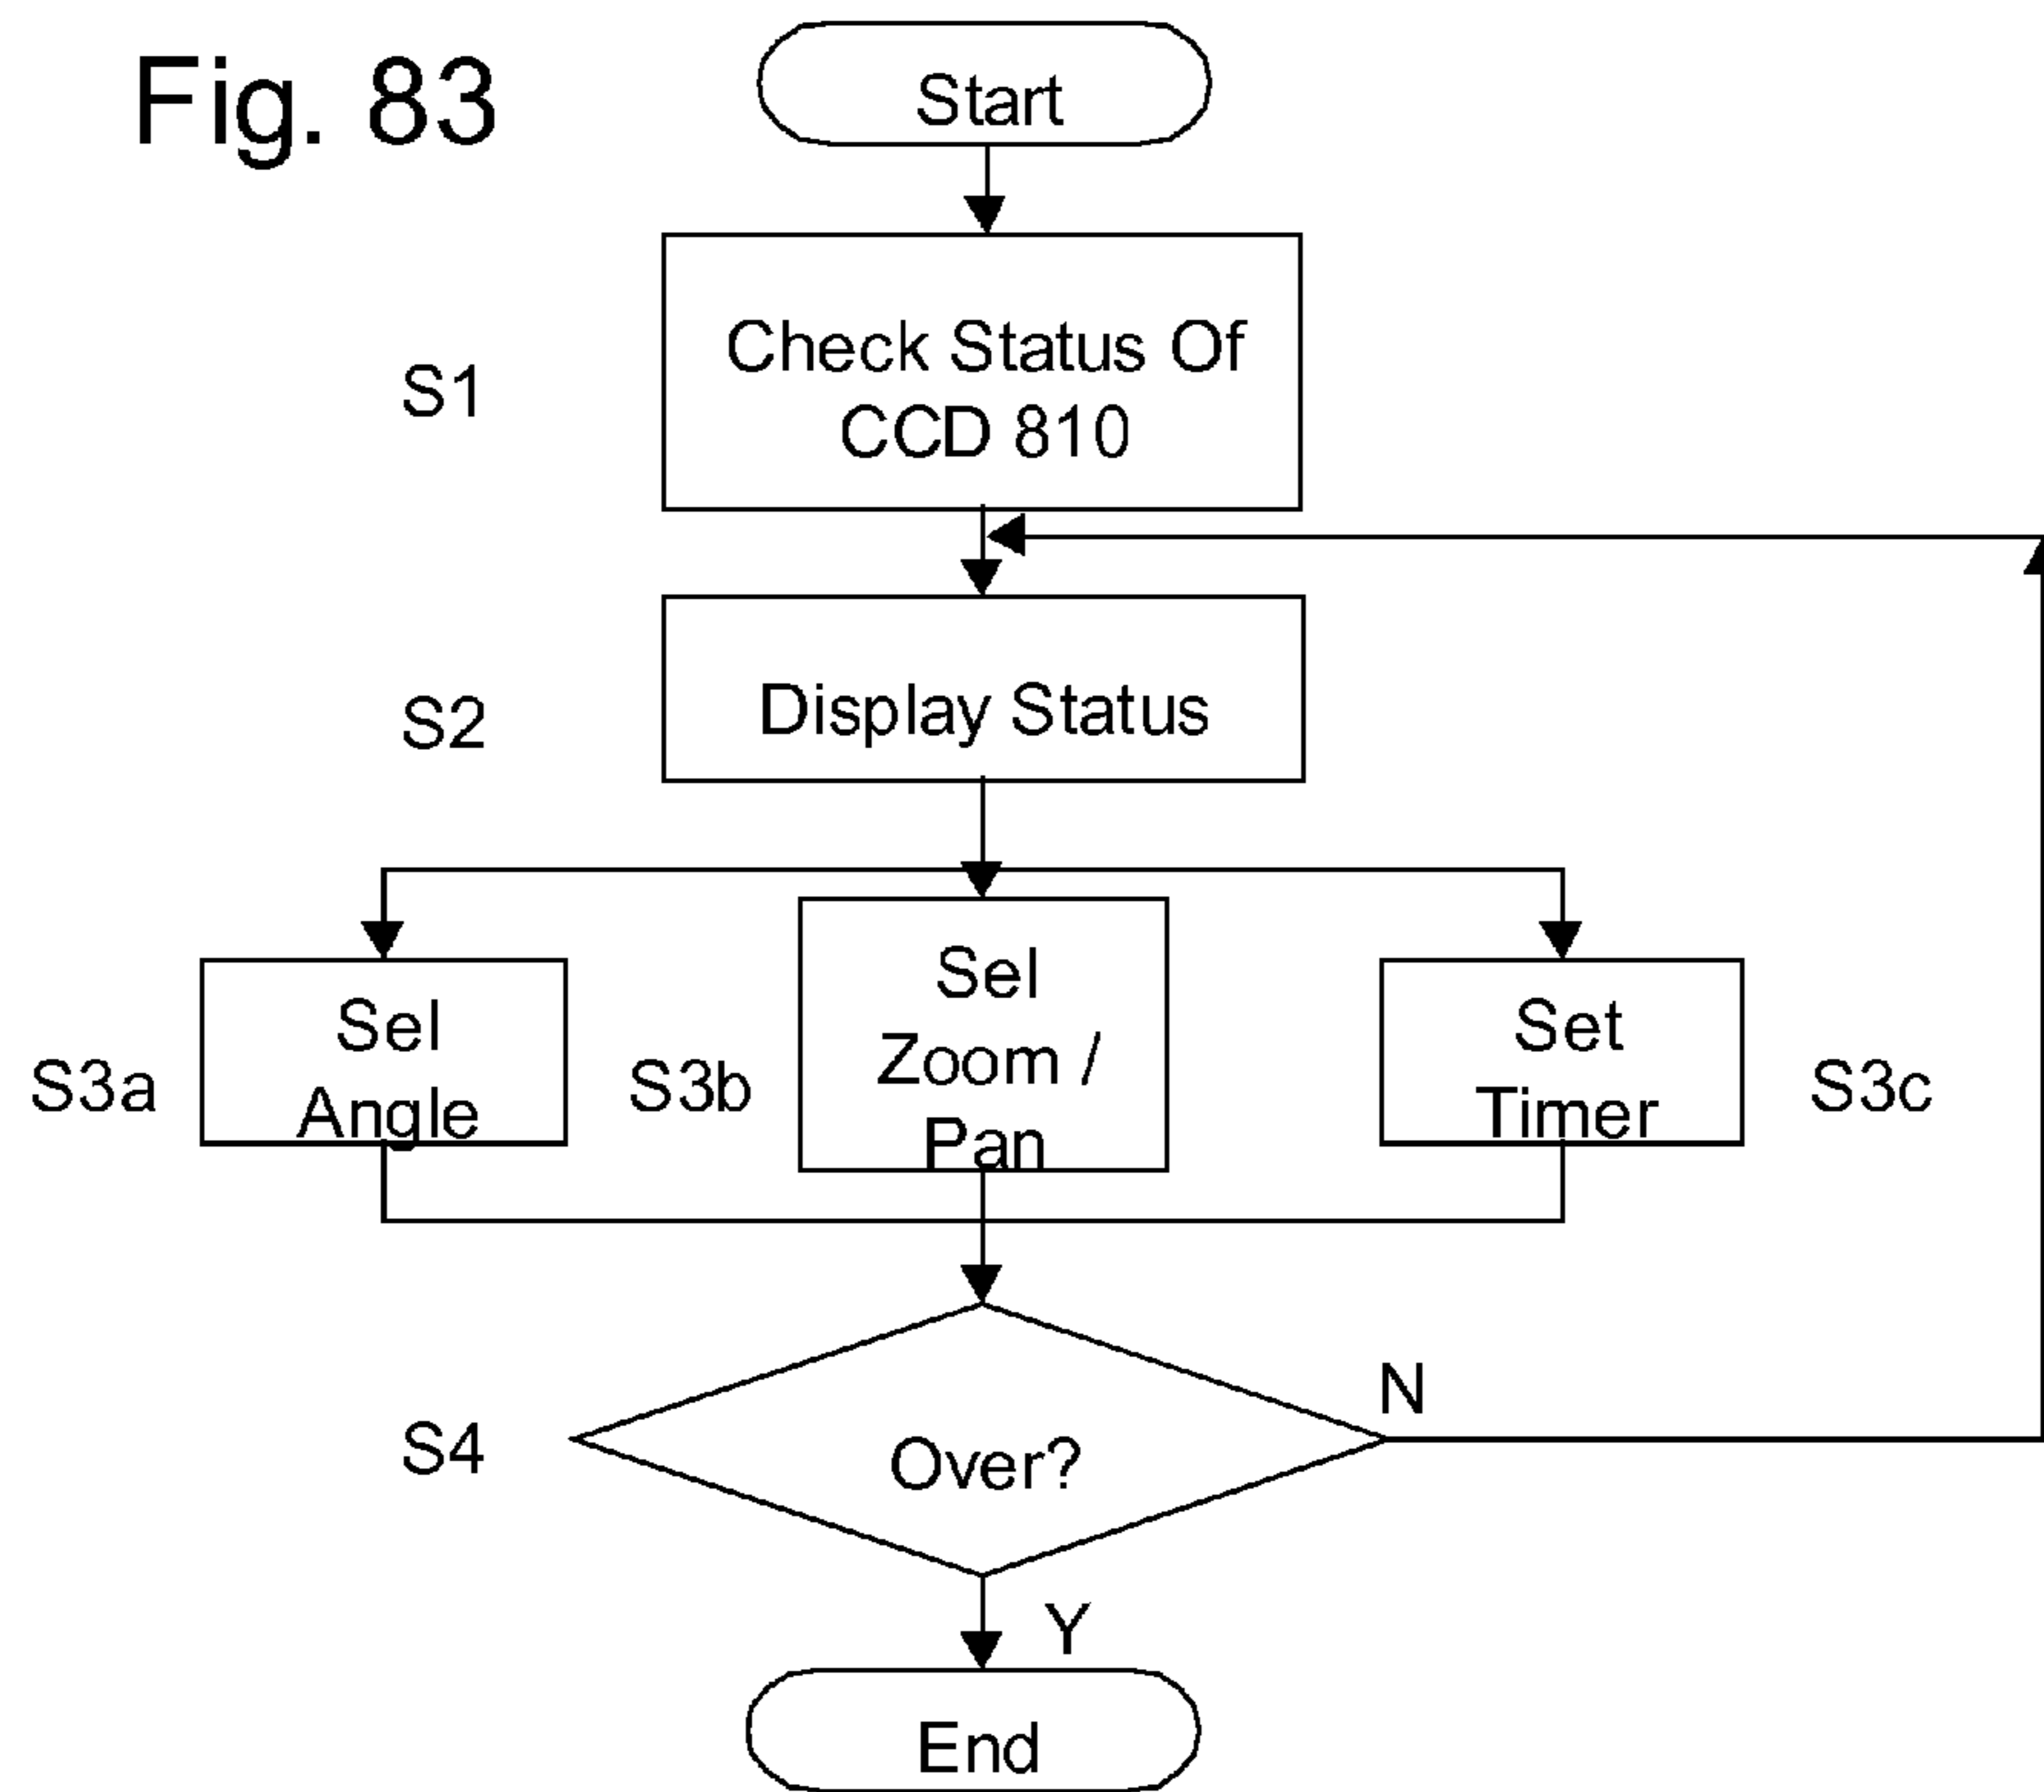 Fig. 83
Start
S1
Check Status Of
CCD 810
S2
Display Status
S3a
Sel
Angle
S3b
Sel
Zoom /
Pan
Set
Timer
S3c
S4
Over?
N
Y
End